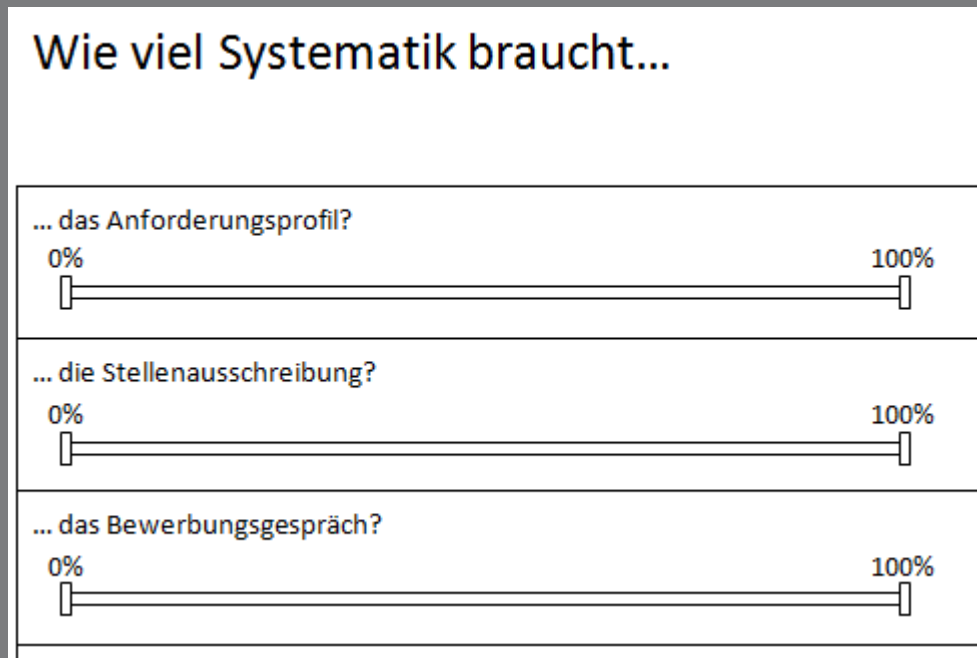 Wie viel Systematik braucht...
... das Anforderungsprofil?
0% 100%
... die Stellenausschreibung?
0% 100%
... das Bewerbungsgespräch?
0% 100%